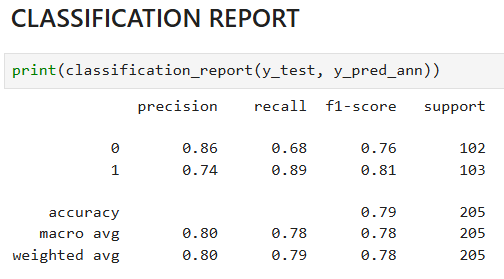 CLASSIFICATION REPORT
print(classification_report(y_test, y_pred_ann))
precision recall f1-score support
0 0.86 0.68 0.76 102
1 0.74 0.89 0.81 103
accuracy 0.79 205
macro avg 0.80 0.78 0.78 205
weighted avg 0.80 0.79 0.78 205